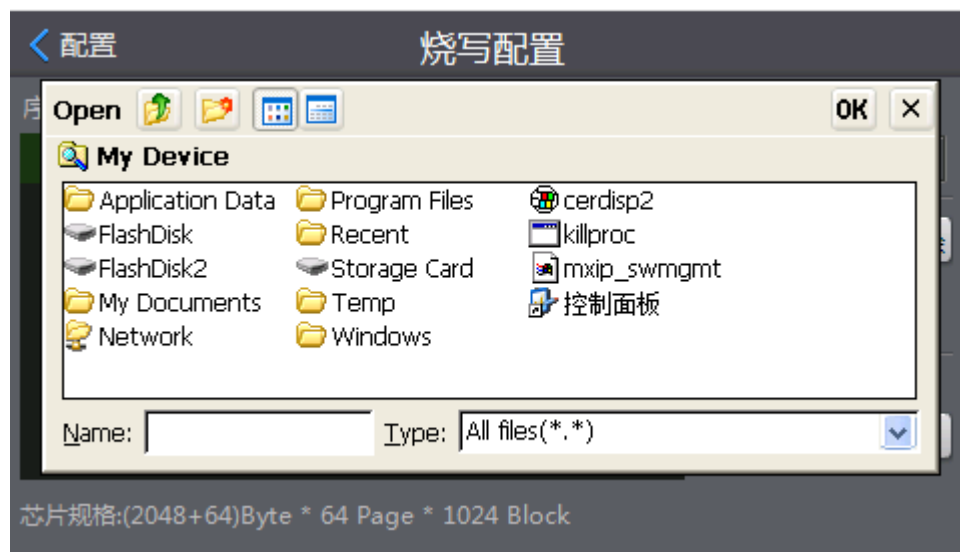 配置
烧写配置
序
Open
OK
My Device
Application Data
Program Files
cerdisp2
FlashDisk
Recent
killproc
FlashDisk2
Storage Card
mxip_swmgmt
My Documents
Temp
控制面板
Network
Windows
Name:
Type: All files(*.*)
芯片规格:(2048+64)Byte * 64 Page * 1024 Block